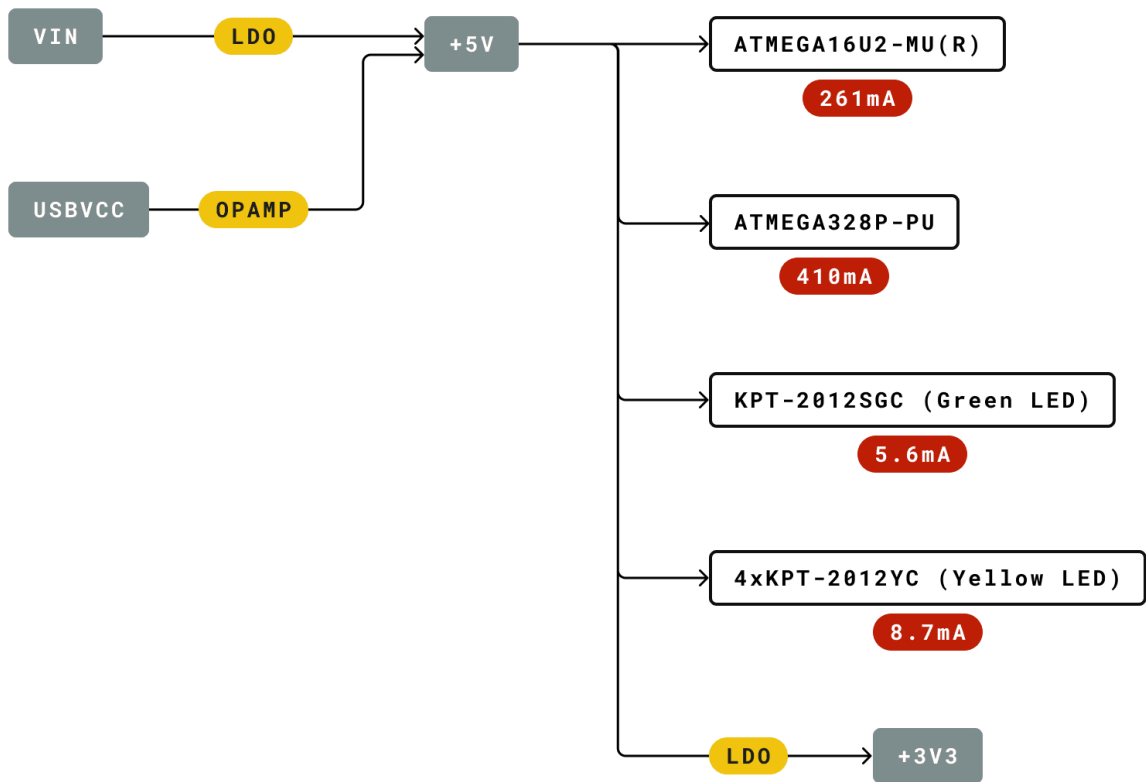 VIN
LDO
+5V
USBVCC
OPAMP
ATMEGA16U2-MU(R)
261mA
ATMEGA328P-PU
410mA
KPT-2012SGC (Green LED)
5.6mA
4xKPT-2012YC (Yellow LED)
8.7mA
LDO
+3V3